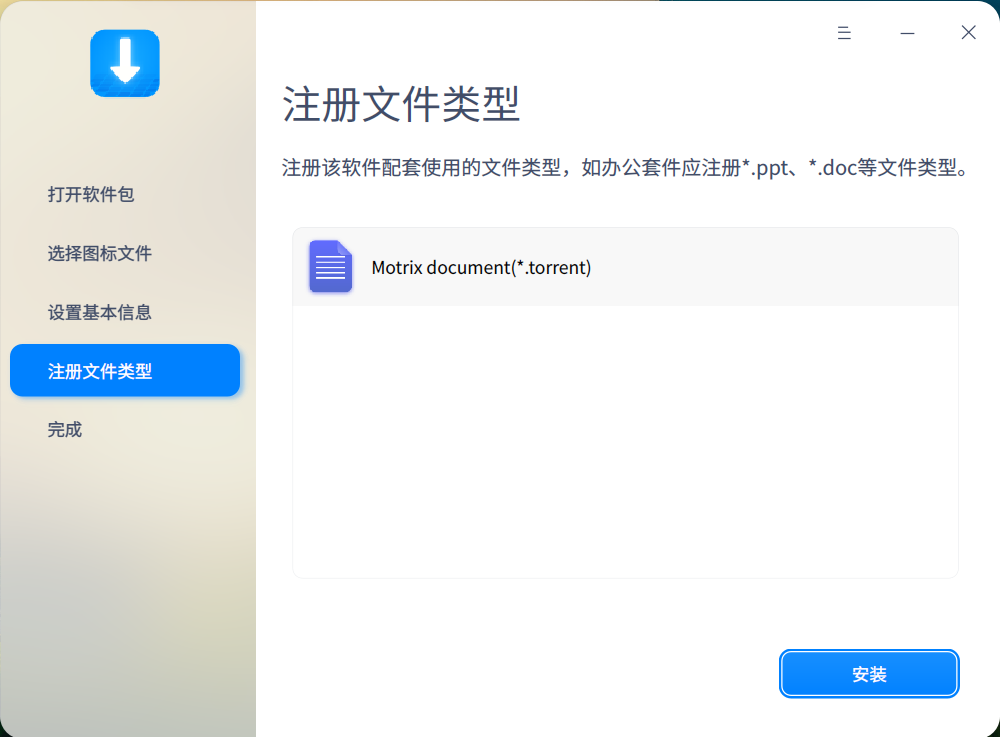 打开软件包
选择图标文件
设置基本信息
注册文件类型
完成
注册文件类型
注册该软件配套使用的文件类型，如办公套件应注册*.ppt、*.doc等文件类型。
Motrix document(*.torrent)
安装